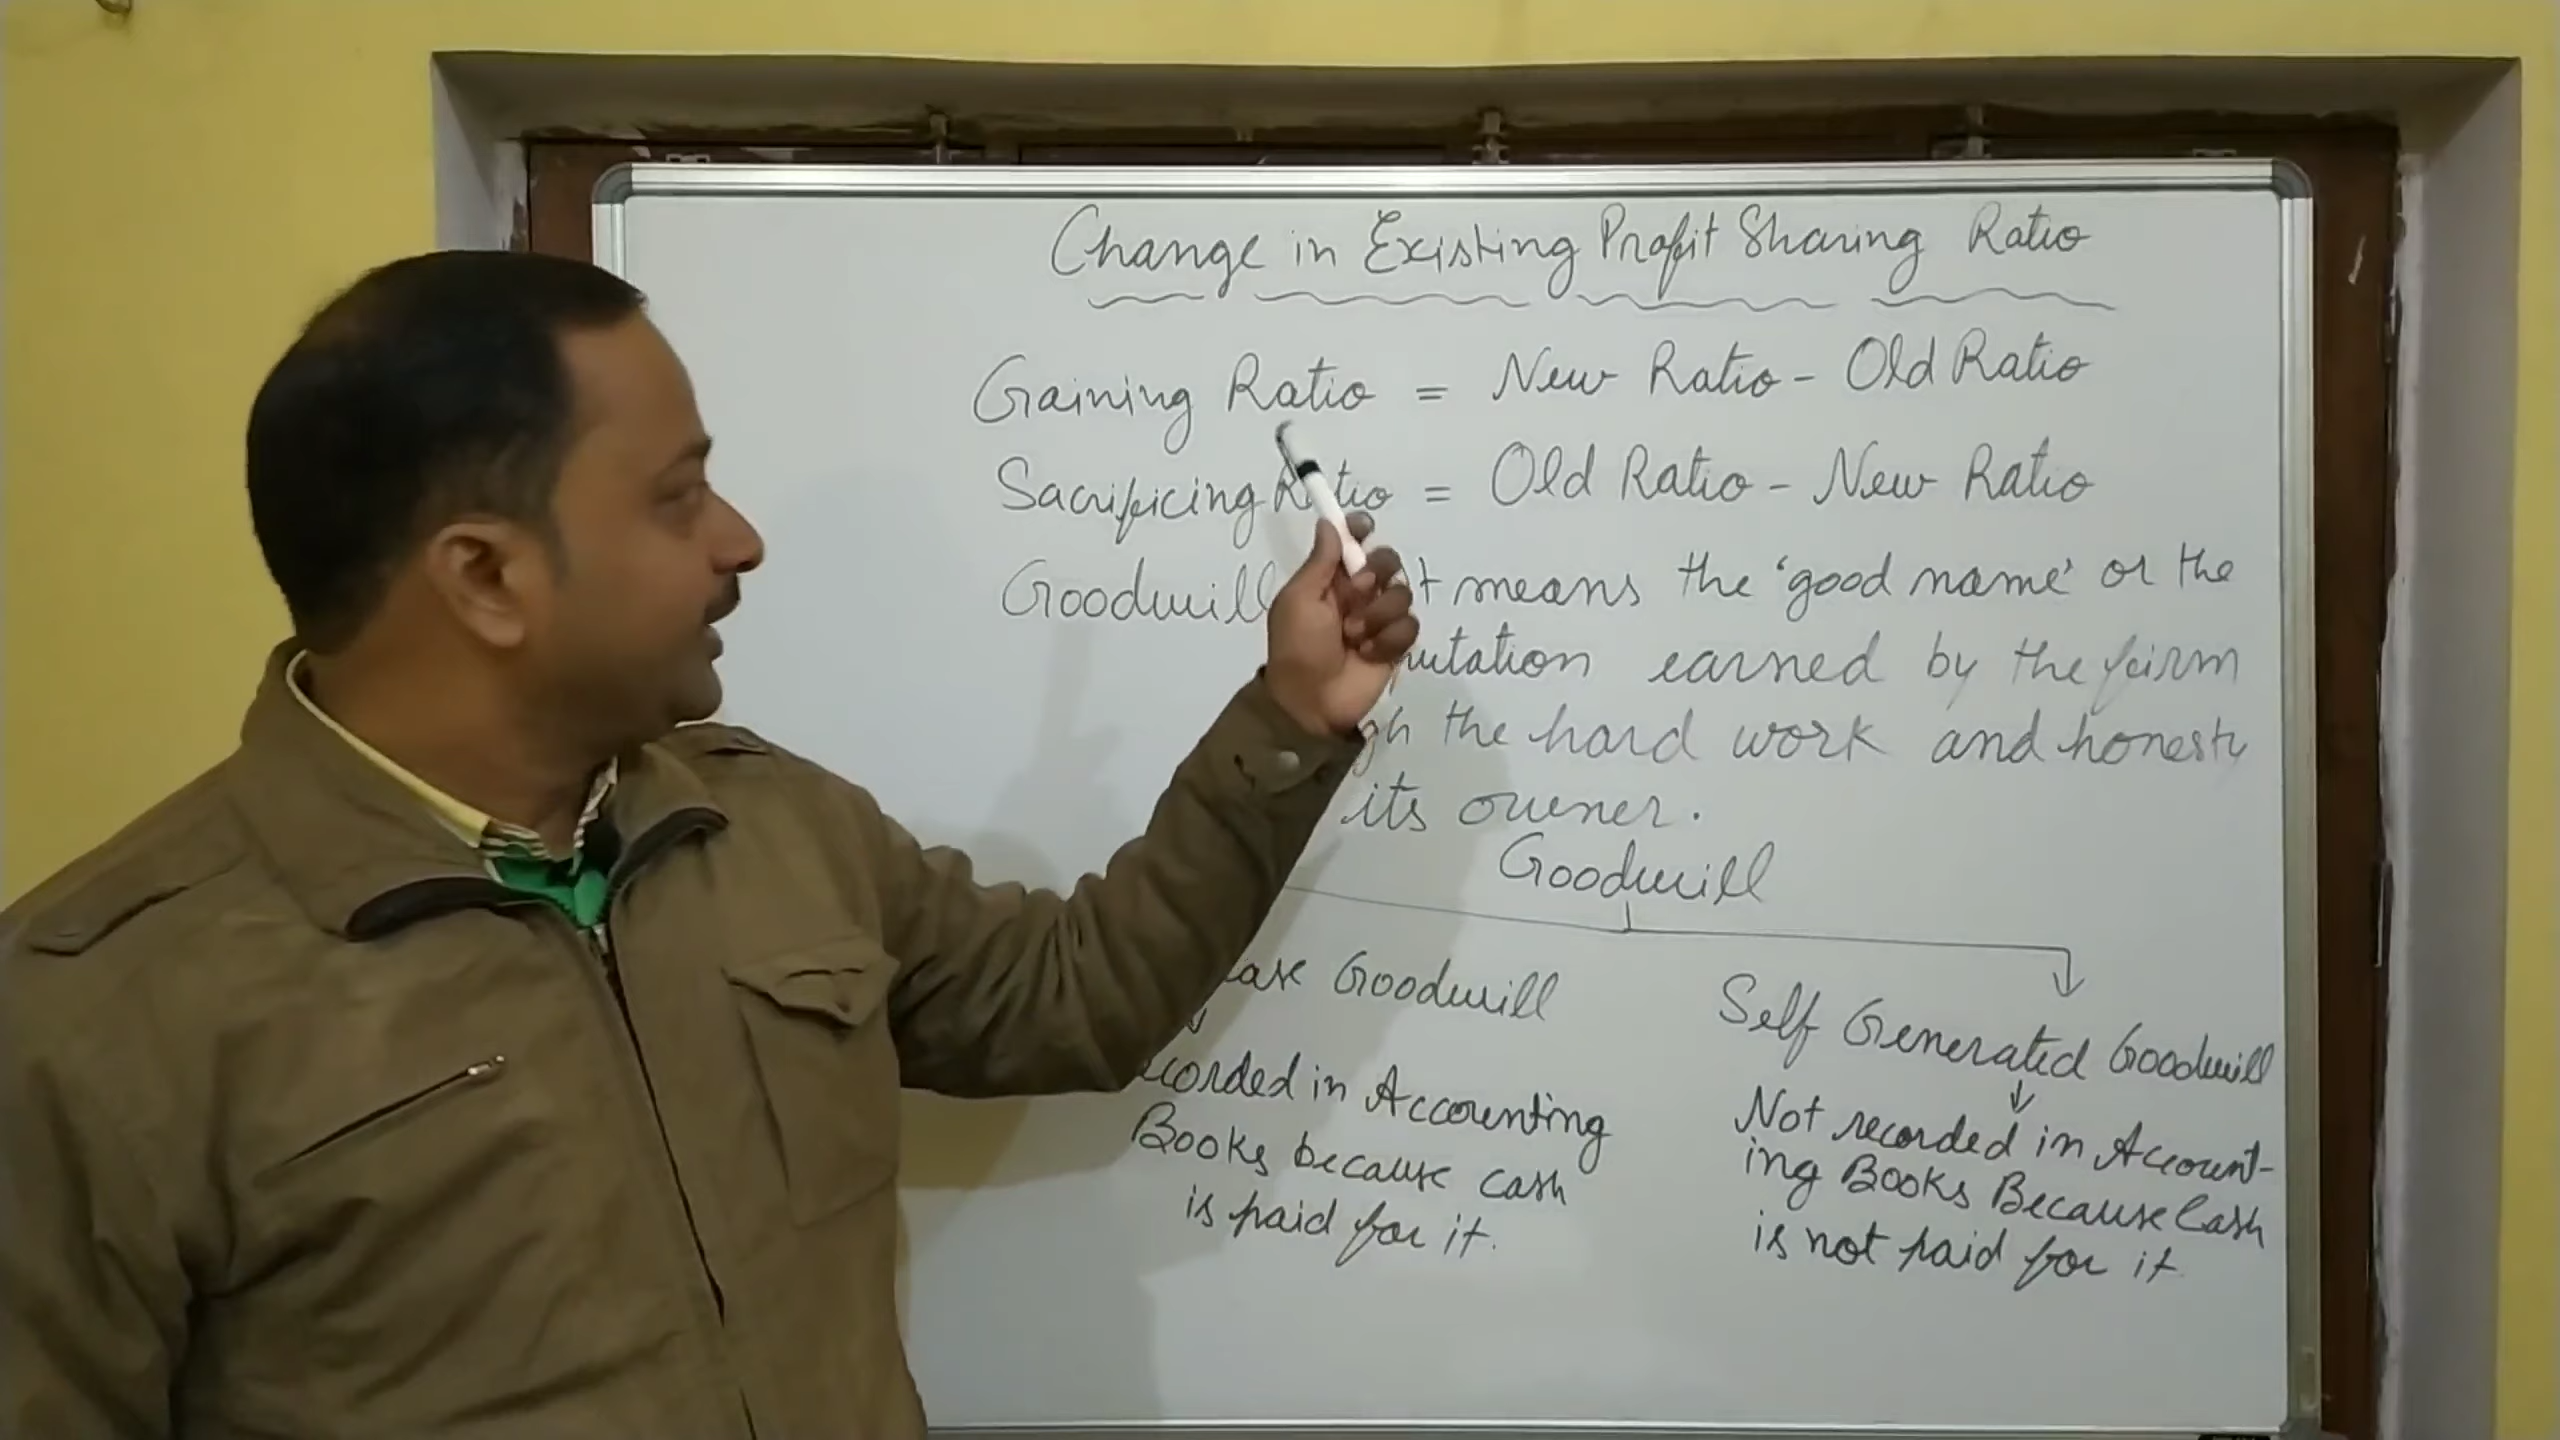 Change in Existing Profit Sharing Ratio
Gaining Ratio = New Ratio - Old Ratio
Sacrificing Ratio = Old Ratio - New Ratio
Goodwill means the 'good name' or the
earned by the firm
the hard work and honesty
its owner.
Goodwill
Goodwill
Self Generated Goodwill
in Accounting
Books because cash
is paid for it.
Not recorded in Account-
ing Books Because Cash
is not paid for it